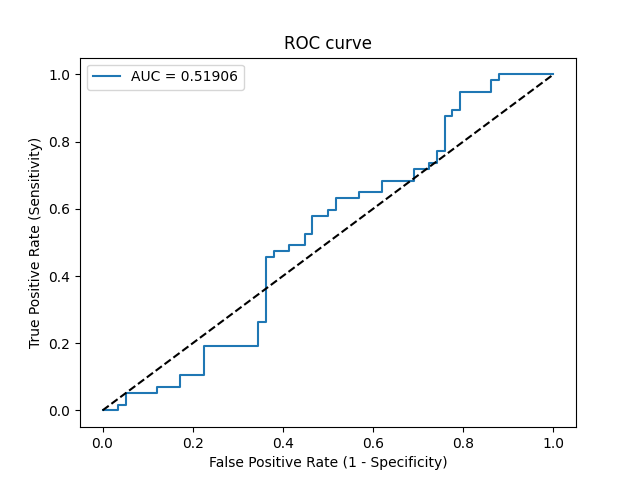 ROC curve
AUC = 0.51906
1.0
0.8
0.6
0.4
0.2
0.0
True Positive Rate (Sensitivity)
0.0 0.2 0.4 0.6 0.8 1.0
False Positive Rate (1 - Specificity)